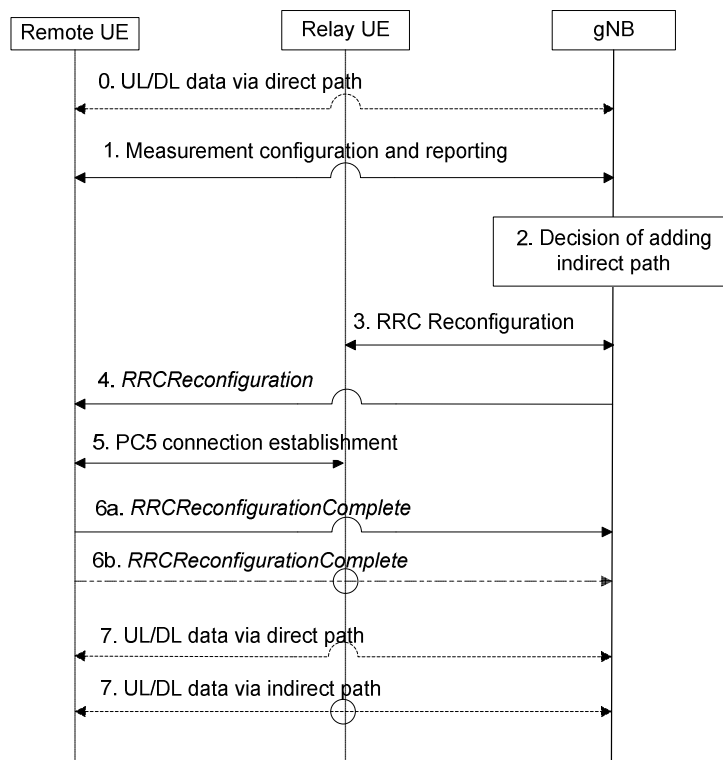 Remote UE
Relay UE
gNB
0. UL/DL data via direct path
1. Measurement configuration and reporting
2. Decision of adding
indirect path
3. RRC Reconfiguration
4. RRCReconfiguration
5. PC5 connection establishment
6a. RRCReconfigurationComplete
6b. RRCReconfigurationComplete
7. UL/DL data via direct path
7. UL/DL data via indirect path